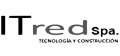 ITred Spa.
TECNOLOGÍA Y CONSTRUCCIÓN